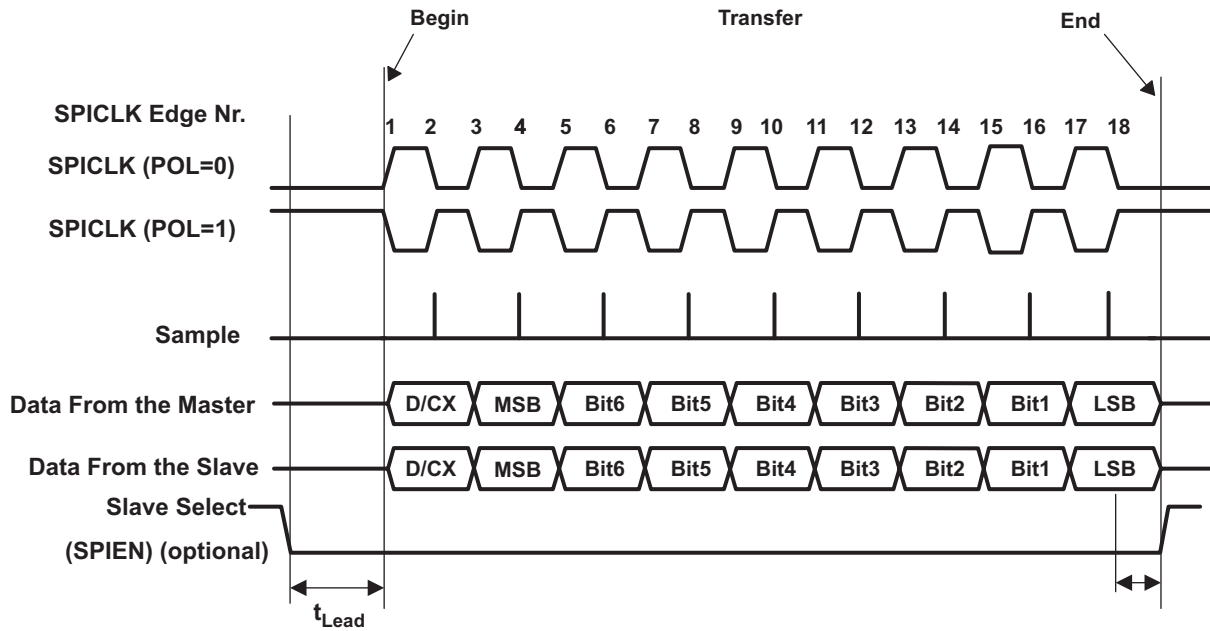 Begin Transfer End
SPICLK Edge Nr.
1 2 3 4 5 6 7 8 9 10 11 12 13 14 15 16 17 18
SPICLK (POL=0)
SPICLK (POL=1)
Sample
Data From the Master D/CX MSB Bit6 Bit5 Bit4 Bit3 Bit2 Bit1 LSB
Data From the Slave D/CX MSB Bit6 Bit5 Bit4 Bit3 Bit2 Bit1 LSB
Slave Select
(SPIEN) (optional)
tLead